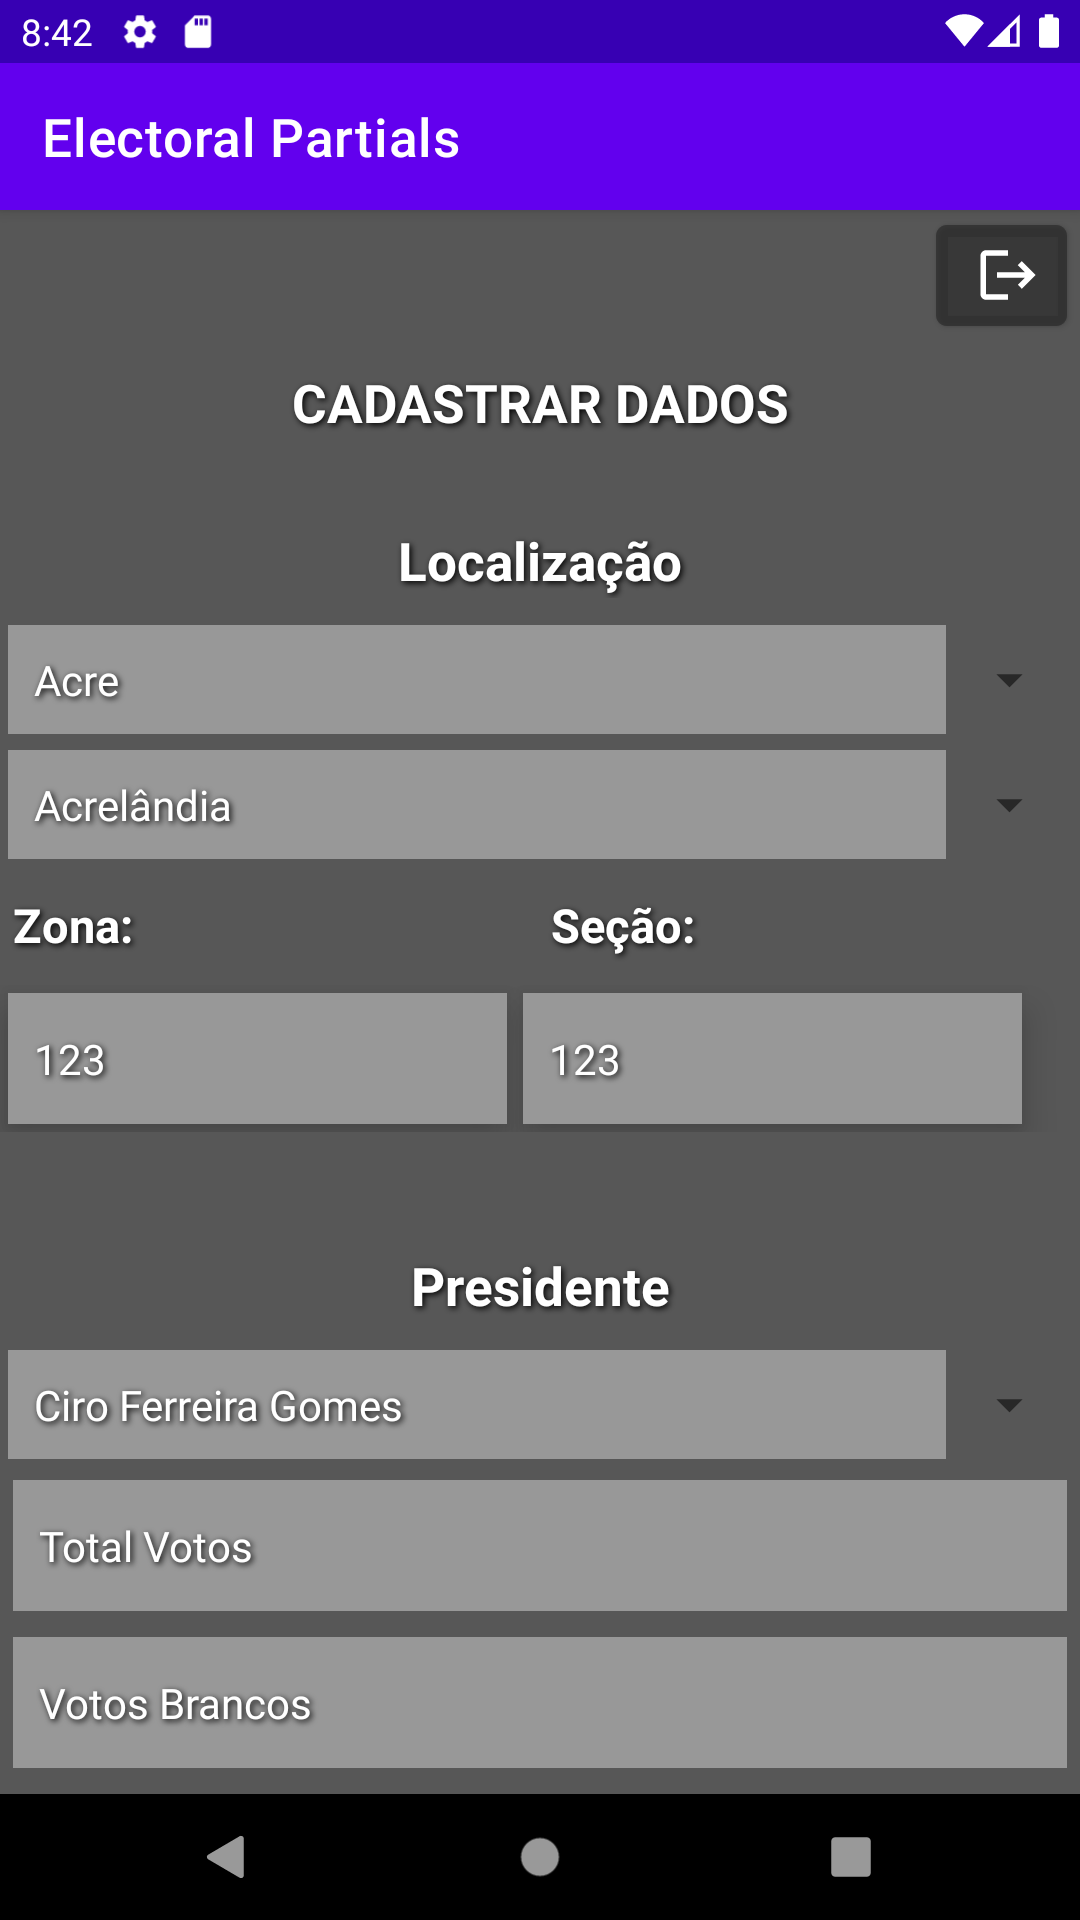 8:42
Electoral Partials
CADASTRAR DADOS
Localização
Acre
Acrelândia
Zona: Seção:
123 123
Presidente
Ciro Ferreira Gomes
Total Votos
Votos Brancos